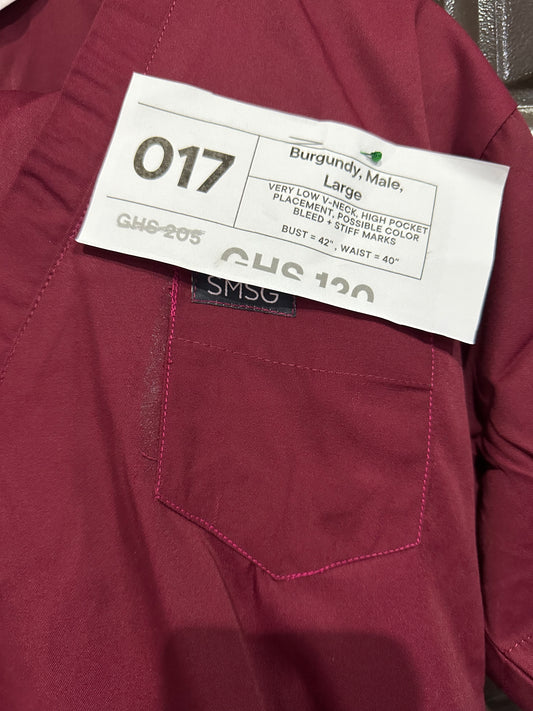 017
Burgundy, Male,
Large
VERY LOW V-NECK, HIGH POCKET
PLACEMENT, POSSIBLE COLOR
BLEED + STIFF MARKS
BUST = 42", WAIST = 40"
GHS 205
GHS 120
SMSG